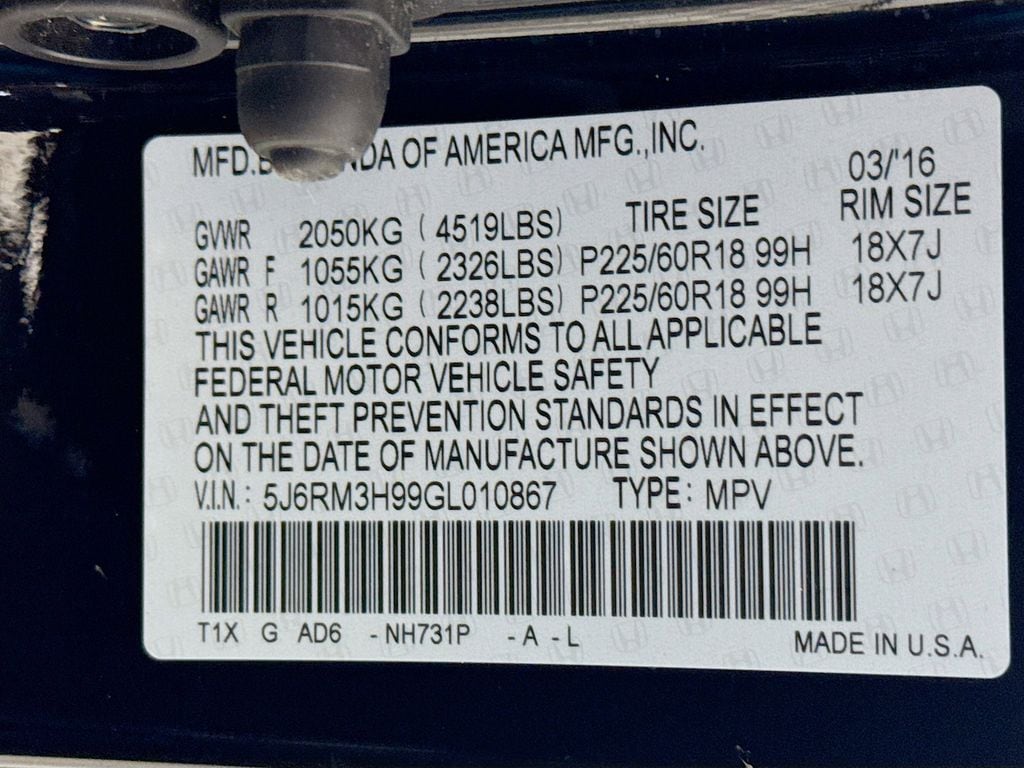 MFD. OF AMERICA MFG.,INC.
03/'16
GVWR 2050KG ( 4519LBS) TIRE SIZE RIM SIZE
GAWR F 1055KG ( 2326LBS) P225/60R18 99H 18X7J
GAWR R 1015KG ( 2238LBS) P225/60R18 99H 18X7J
THIS VEHICLE CONFORMS TO ALL APPLICABLE
FEDERAL MOTOR VEHICLE SAFETY
AND THEFT PREVENTION STANDARDS IN EFFECT
ON THE DATE OF MANUFACTURE SHOWN ABOVE.
V.I.N.: 5J6RM3H99GL010867 TYPE: MPV
T1X G AD6 -NH731P -A -L
MADE IN U.S.A.